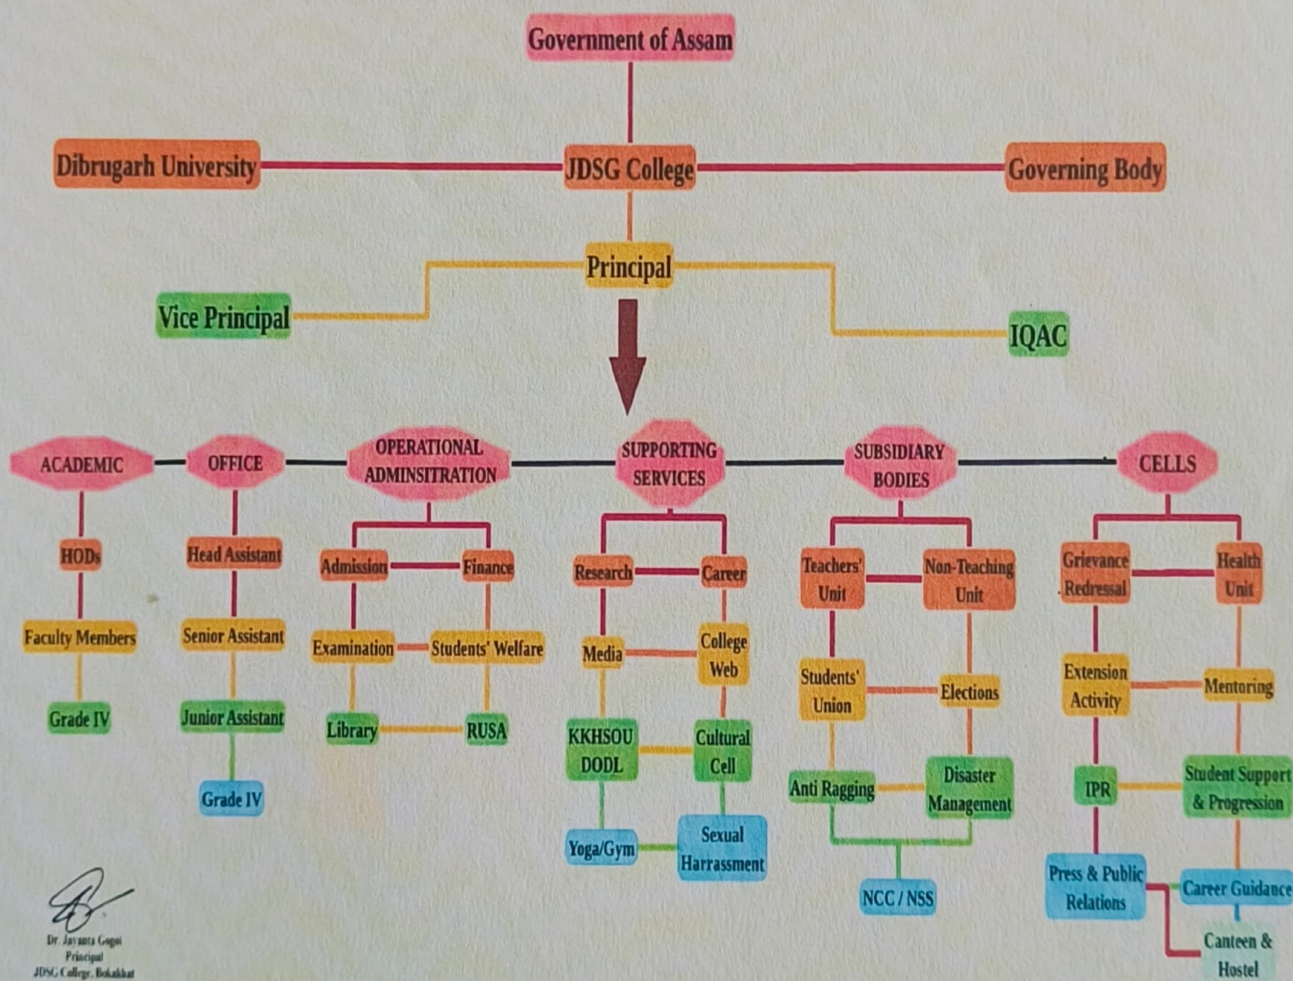 Government of Assam
Dibrugarh University
JDSG College
Governing Body
Principal
Vice Principal
IQAC
ACADEMIC
OFFICE
OPERATIONAL
ADMINSITRATION
SUPPORTING
SERVICES
SUBSIDIARY
BODIES
CELLS
HODs
Faculty Members
Grade IV
Head Assistant
Senior Assistant
Junior Assistant
Grade IV
Admission
Finance
Examination
Students' Welfare
Library
RUSA
Research
Career
Media
College
Web
KKHSOU
DODL
Cultural
Cell
Yoga/Gym
Sexual
Harrassment
Teachers'
Unit
Non-Teaching
Unit
Students'
Union
Elections
Anti Ragging
Disaster
Management
NCC / NSS
Grievance
Redressal
Health
Unit
Extension
Activity
Mentoring
IPR
Student Support
& Progression
Press & Public
Relations
Career Guidance
Canteen &
Hostel
Dr. Jayanta Gogoi
Principal
JDSG College, Bokakhat